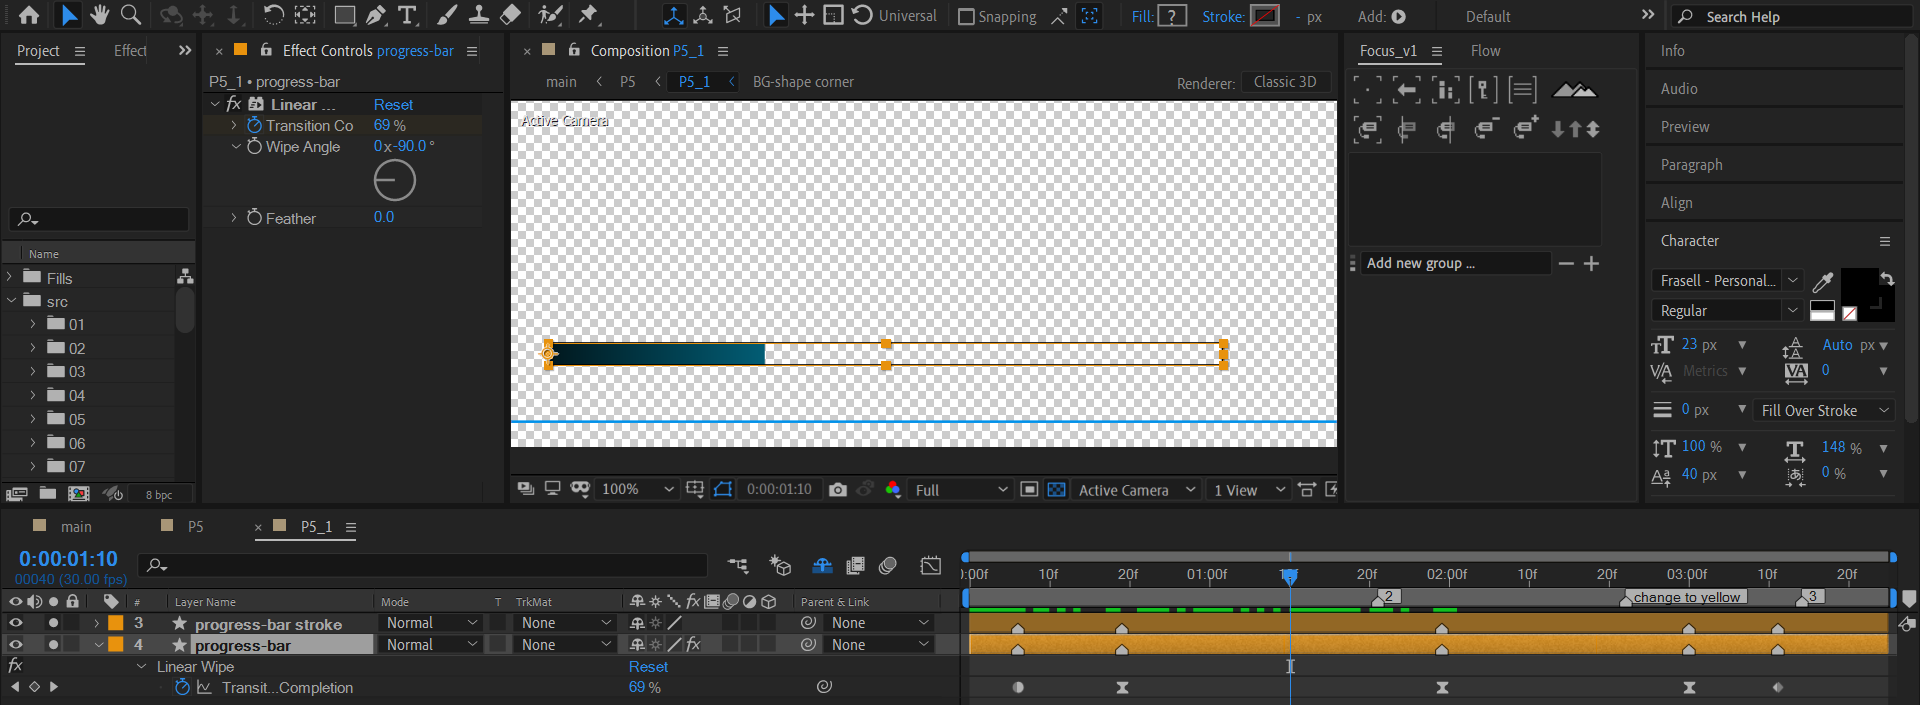 Universal
Snapping
Fill: ?
Stroke:
- px
Add:
Default
Search Help
Project
Effect
Effect Controls progress-bar
Composition P5_1
Focus_v1
Flow
Info
P5_1 • progress-bar
main
P5
P5_1
BG-shape corner
Renderer:
Classic 3D
Audio
fx Linear ...
Reset
Active Camera
Transition Co
69 %
Preview
Wipe Angle
0x-90.0 °
Paragraph
Align
Feather
0.0
Character
Name
Fills
src
01
02
03
04
05
06
07
Add new group ...
Frasell - Personal...
Regular
23 px
Auto px
Metrics
0
0 px
Fill Over Stroke
100 %
148 %
40 px
0 %
8 bpc
100%
0:00:01:10
Full
Active Camera
1 View
main
P5
P5_1
0:00:01:10
00040 (30.00 fps)
):00f
10f
20f
01:00f
20f
02:00f
10f
20f
03:00f
10f
20f
#
Layer Name
Mode
T
TrkMat
fx
Parent & Link
2
change to yellow
3
3
progress-bar stroke
Normal
None
None
4
progress-bar
Normal
None
fx
None
fx
Linear Wipe
Reset
Transit...Completion
69 %